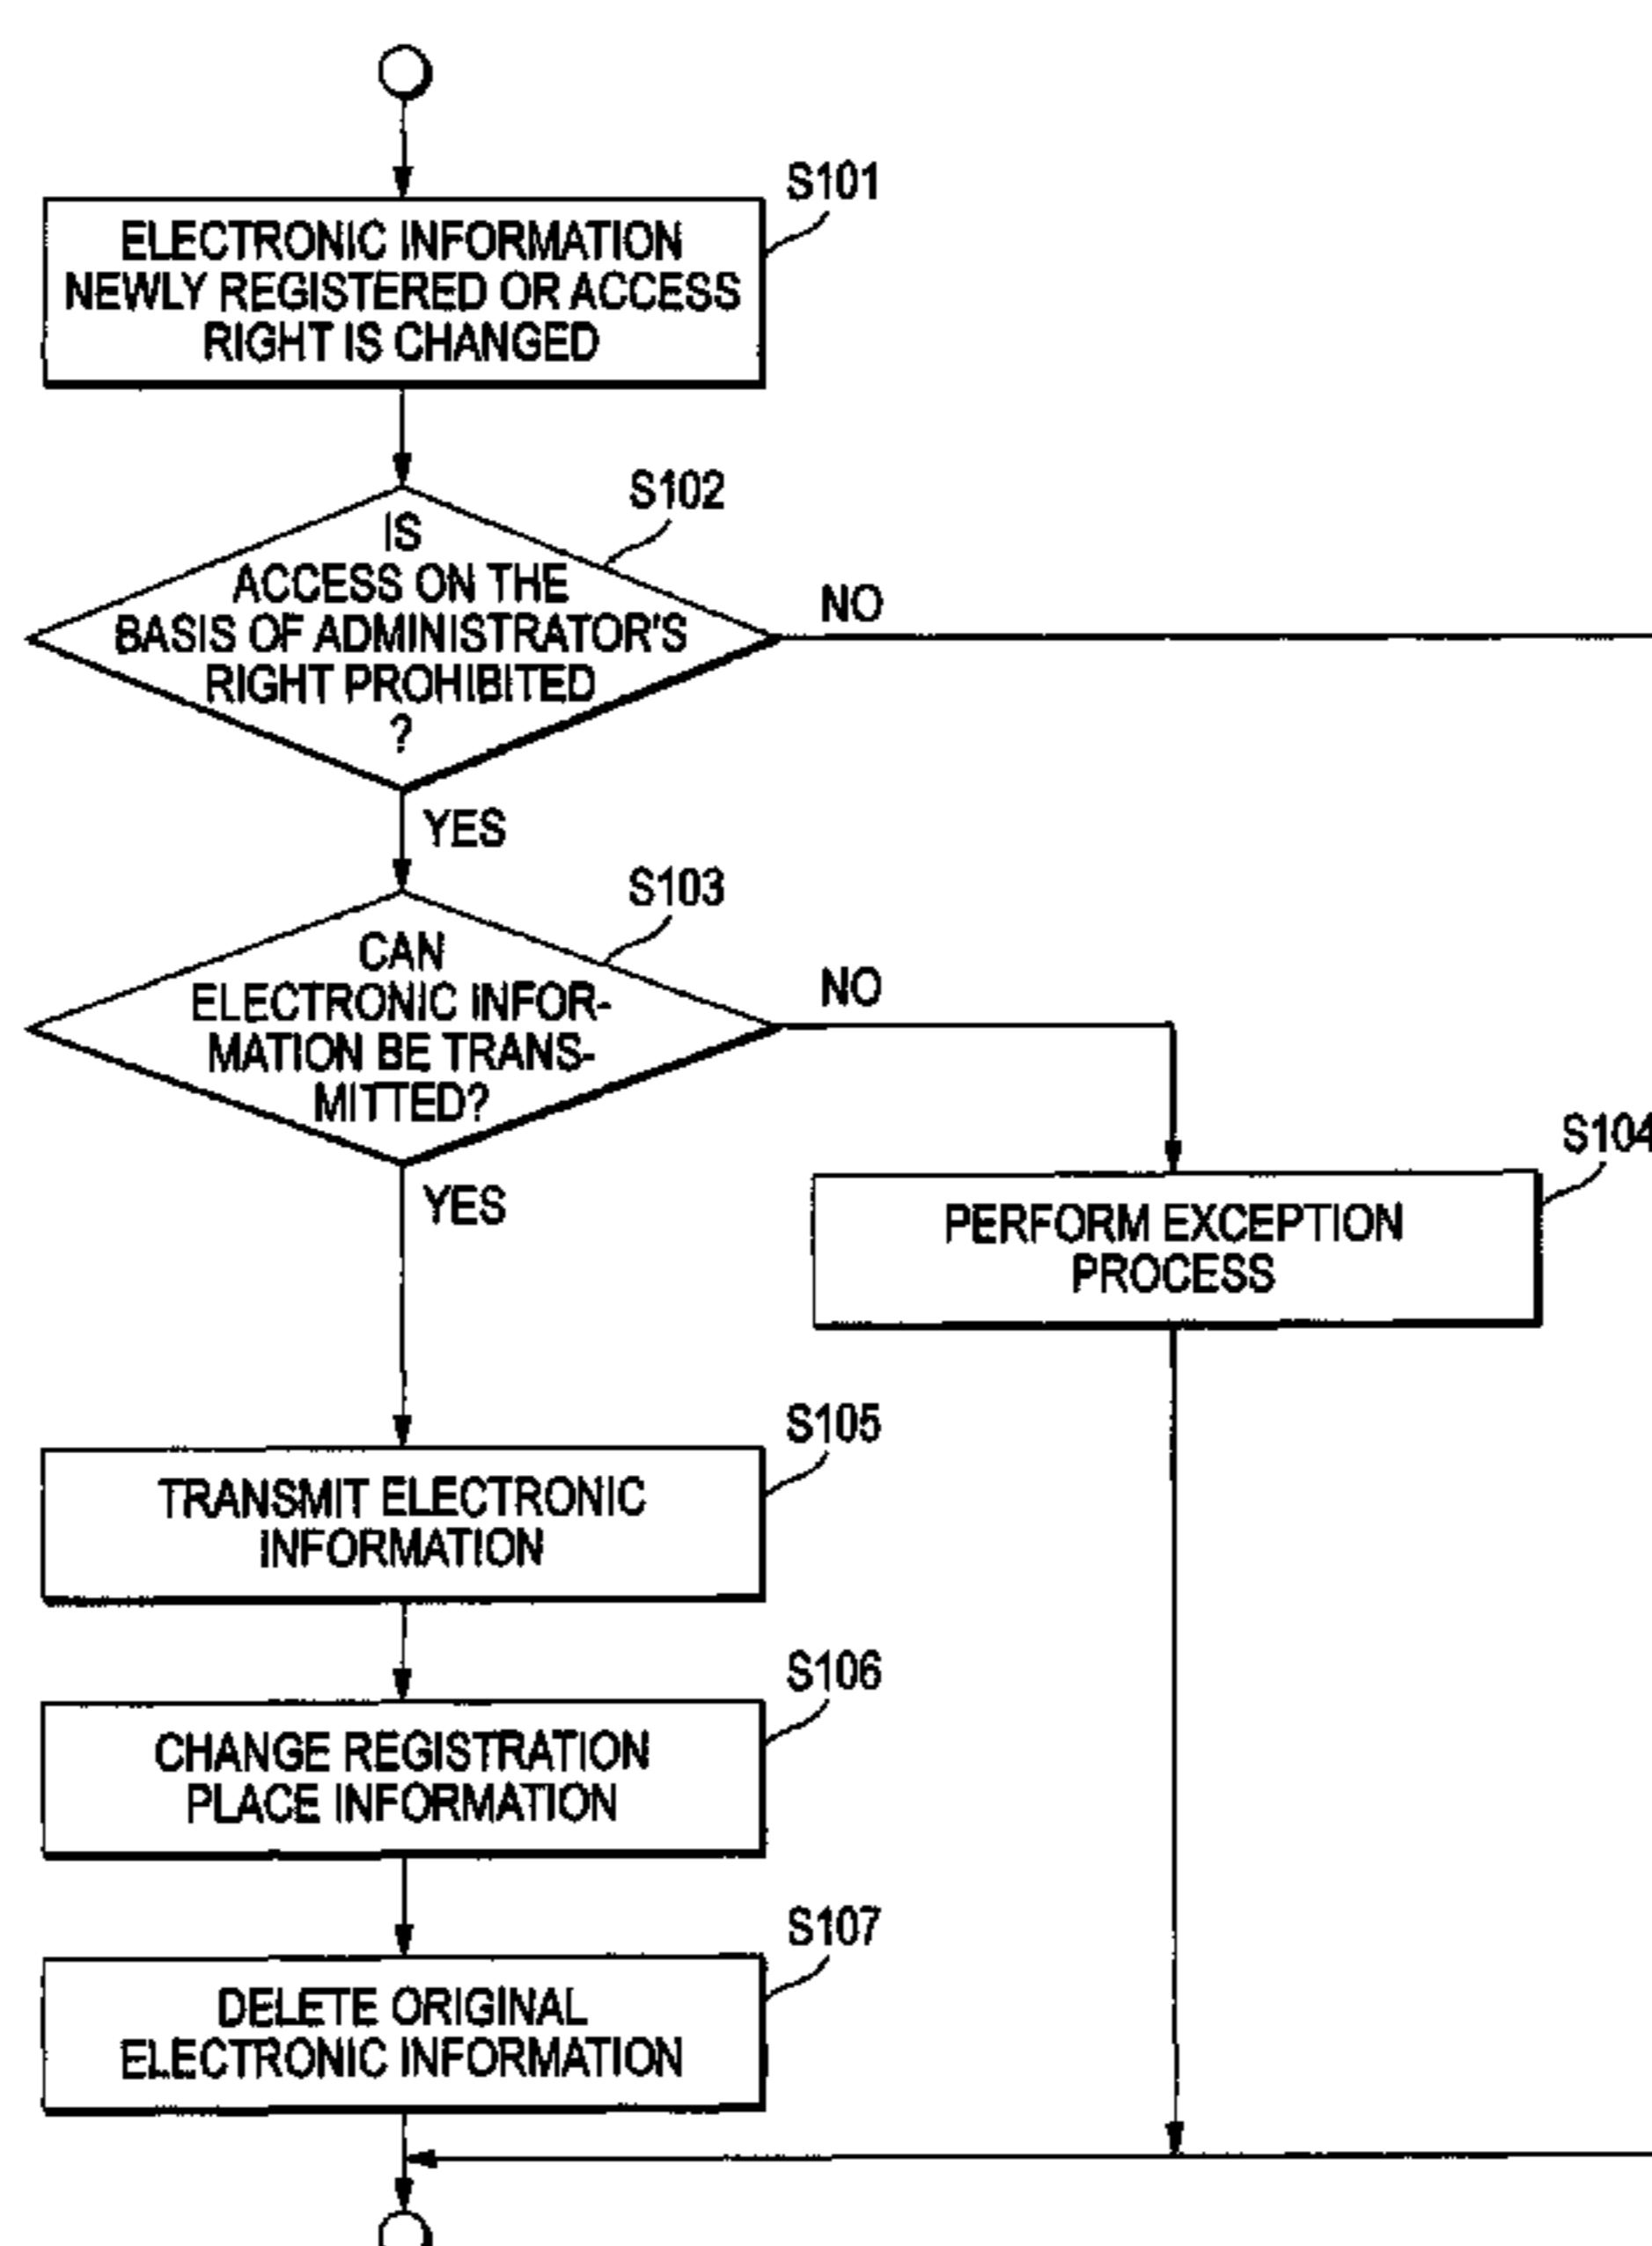 S101
ELECTRONIC INFORMATION
NEWLY REGISTERED OR ACCESS
RIGHT IS CHANGED
S102
IS
ACCESS ON THE
BASIS OF ADMINISTRATOR'S
RIGHT PROHIBITED
?
NO
YES
S103
CAN
ELECTRONIC INFOR-
MATION BE TRANS-
MITTED?
NO
YES
S104
PERFORM EXCEPTION
PROCESS
S105
TRANSMIT ELECTRONIC
INFORMATION
S106
CHANGE REGISTRATION
PLACE INFORMATION
S107
DELETE ORIGINAL
ELECTRONIC INFORMATION